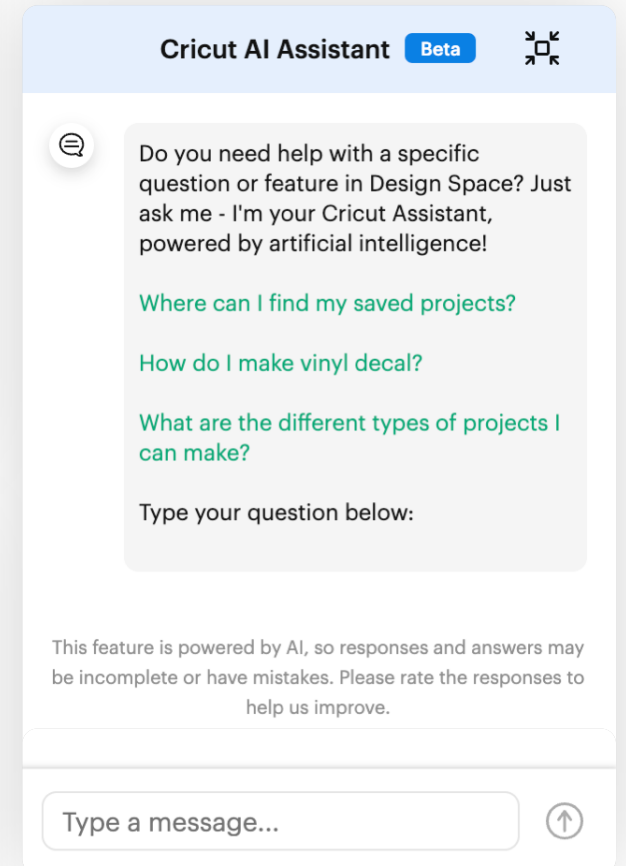 Cricut AI Assistant Beta
Do you need help with a specific
question or feature in Design Space? Just
ask me - I'm your Cricut Assistant,
powered by artificial intelligence!
Where can I find my saved projects?
How do I make vinyl decal?
What are the different types of projects I
can make?
Type your question below:
This feature is powered by AI, so responses and answers may
be incomplete or have mistakes. Please rate the responses to
help us improve.
Type a message...